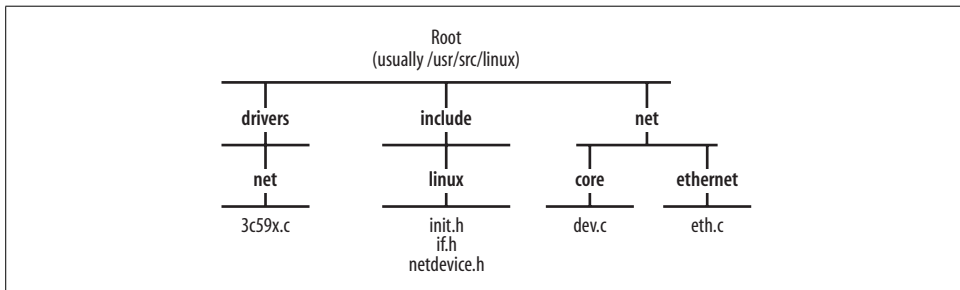 Root
(usually /usr/src/linux)
drivers
include
net
net
linux
core
ethernet
3c59x.c
init.h
if.h
netdevice.h
dev.c
eth.c